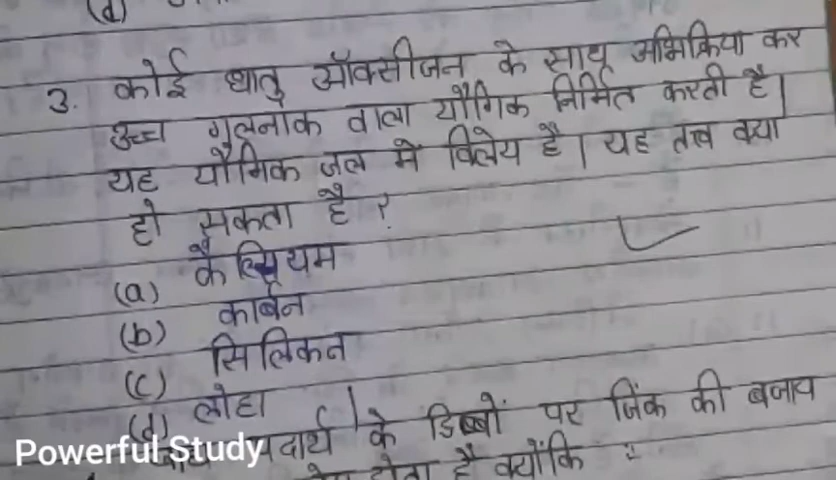 (d)
3. कोई धातु ऑक्सीजन के साथ अभिक्रिया कर
उच्च गलनांक वाला यौगिक निर्मित करती है।
यह यौगिक जल में विलेय है। यह तत्व क्या
हो सकता है?
(a) कैल्सियम
(b) कार्बन
(c) सिलिकन
(d) लोहा
पदार्थ के डिब्बों पर जिंक की बजाय
होता है क्योंकि :
Powerful Study